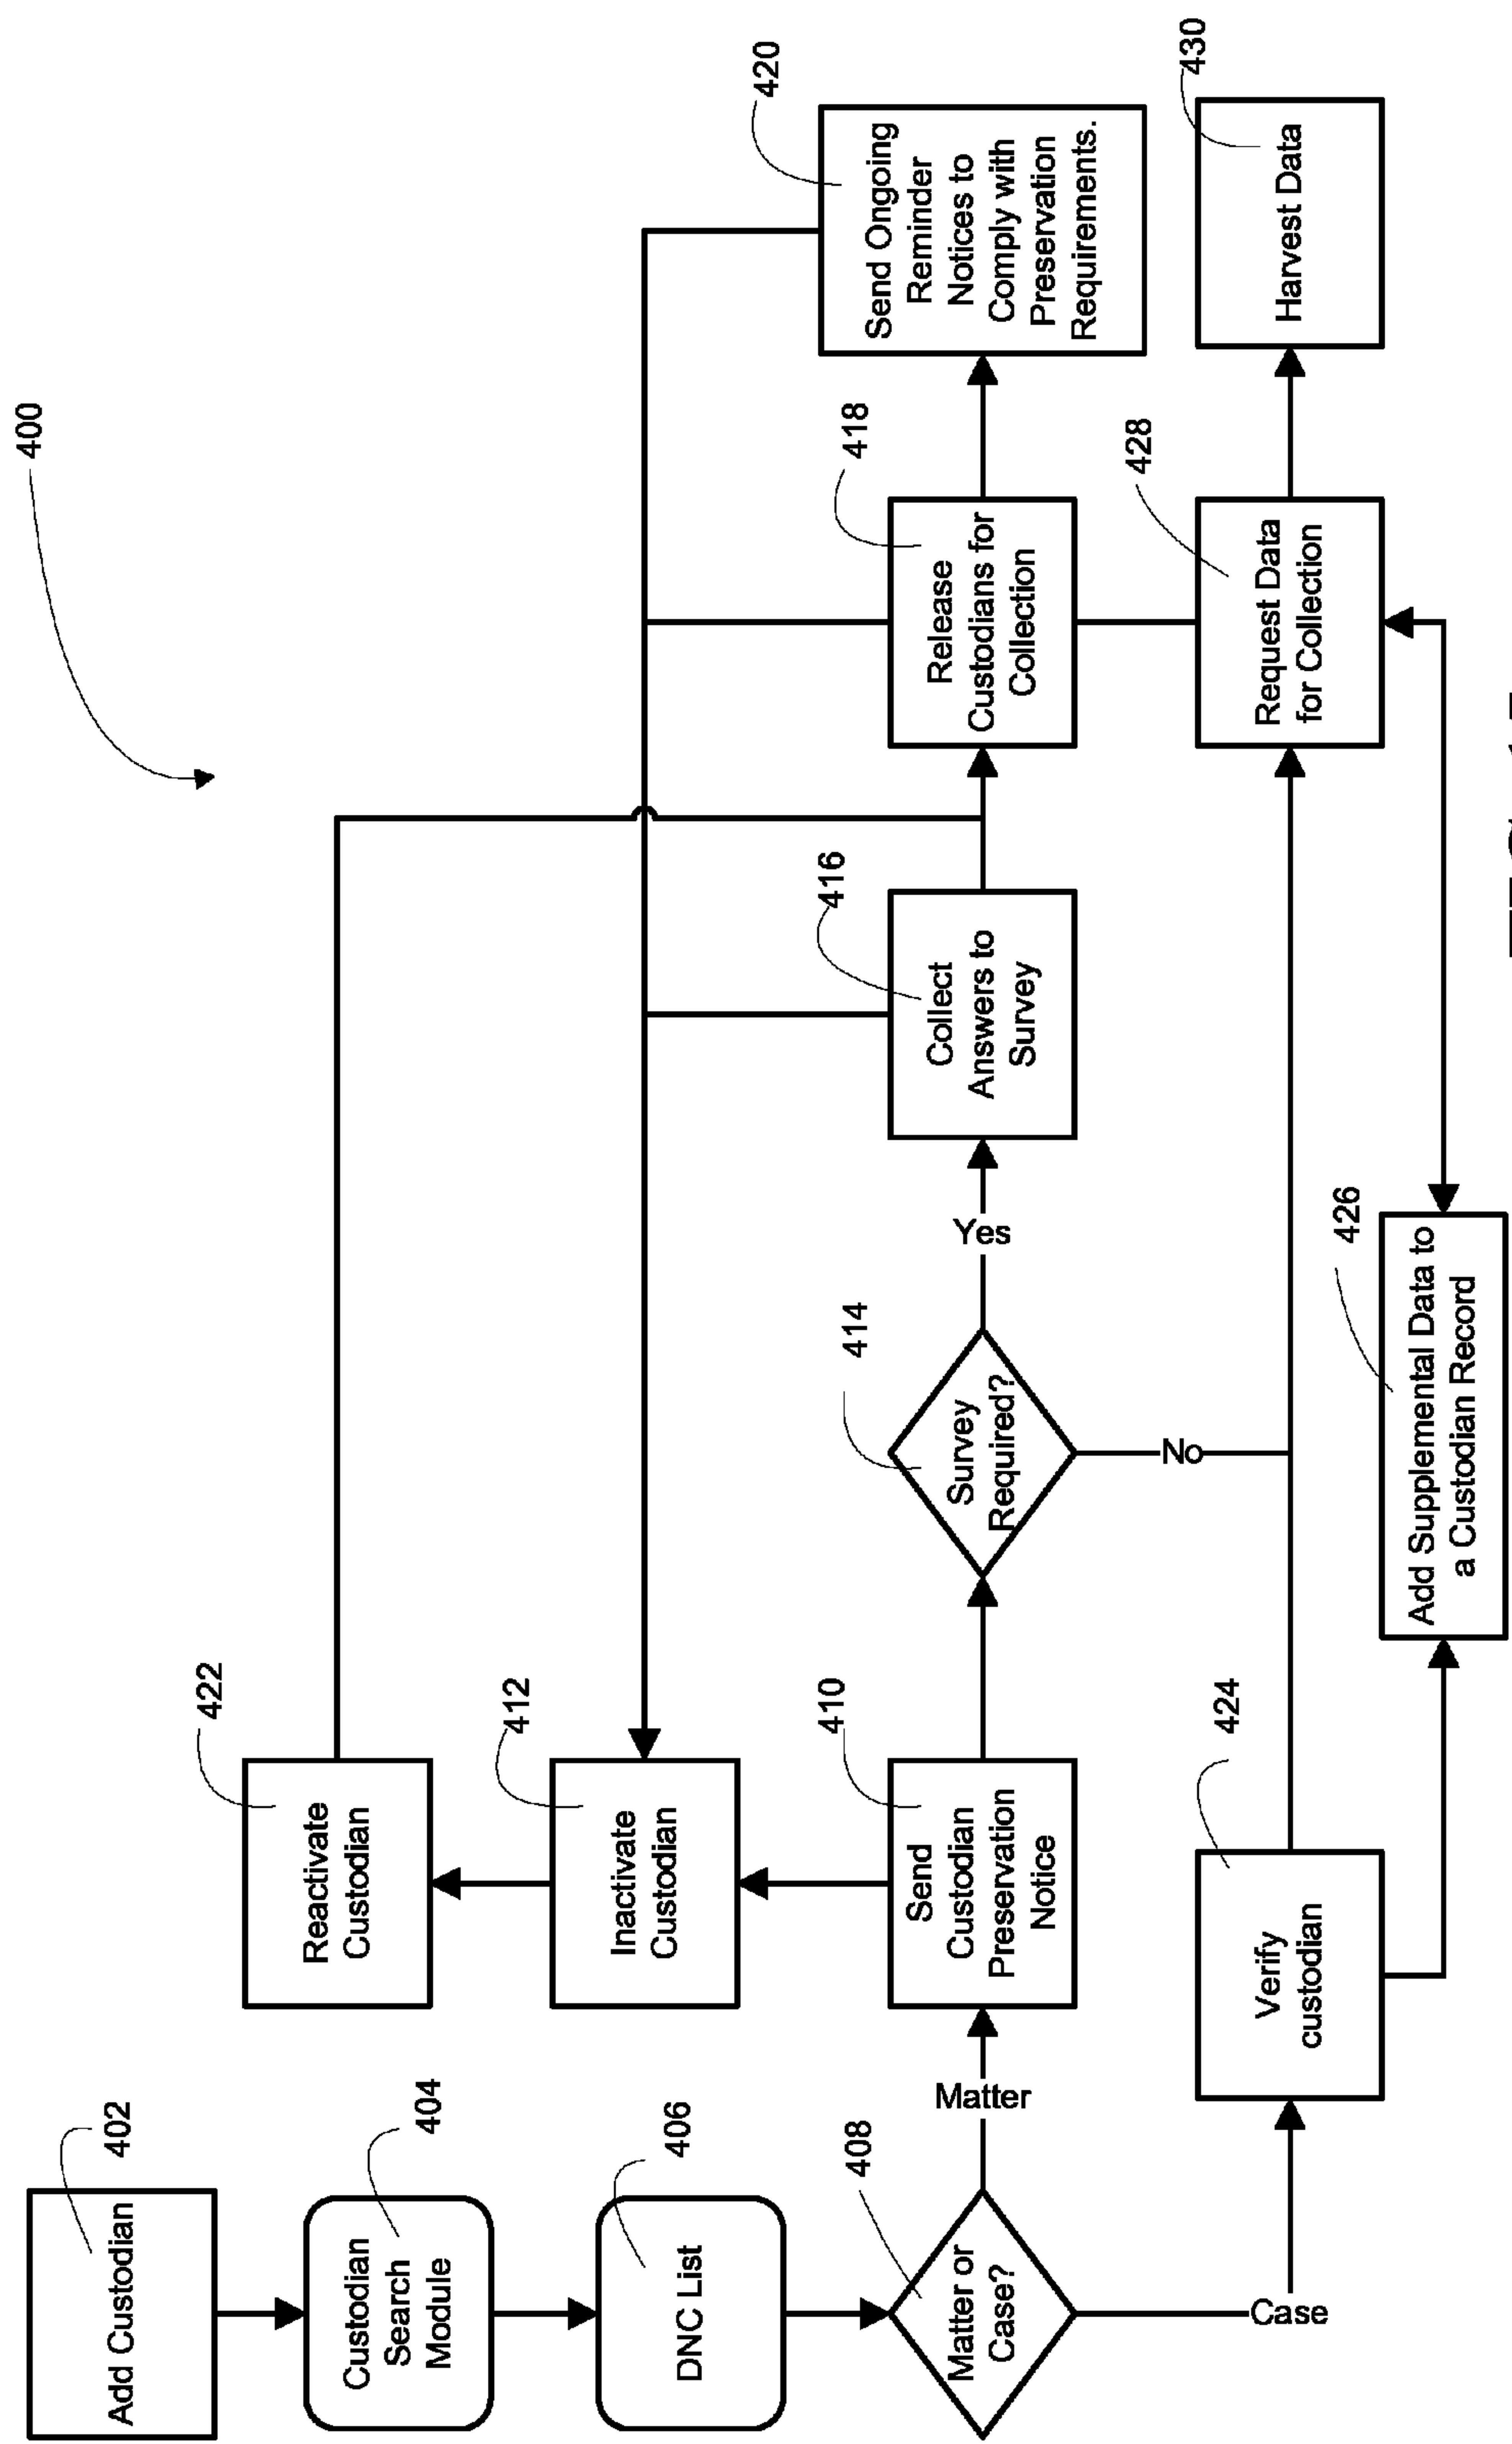 400
402
Add Custodian
404
Custodian
Search
Module
406
DNC List
408
Matter or
Case?
Matter
Case
422
Reactivate
Custodian
412
Inactivate
Custodian
410
Send
Custodian
Preservation
Notice
414
Survey
Required?
Yes
No
416
Collect
Answers to
Survey
418
Release
Custodians for
Collection
420
Send Ongoing
Reminder
Notices to
Comply with
Preservation
Requirements.
424
Verify
custodian
426
Add Supplemental Data to
a Custodian Record
428
Request Data
for Collection
430
Harvest Data